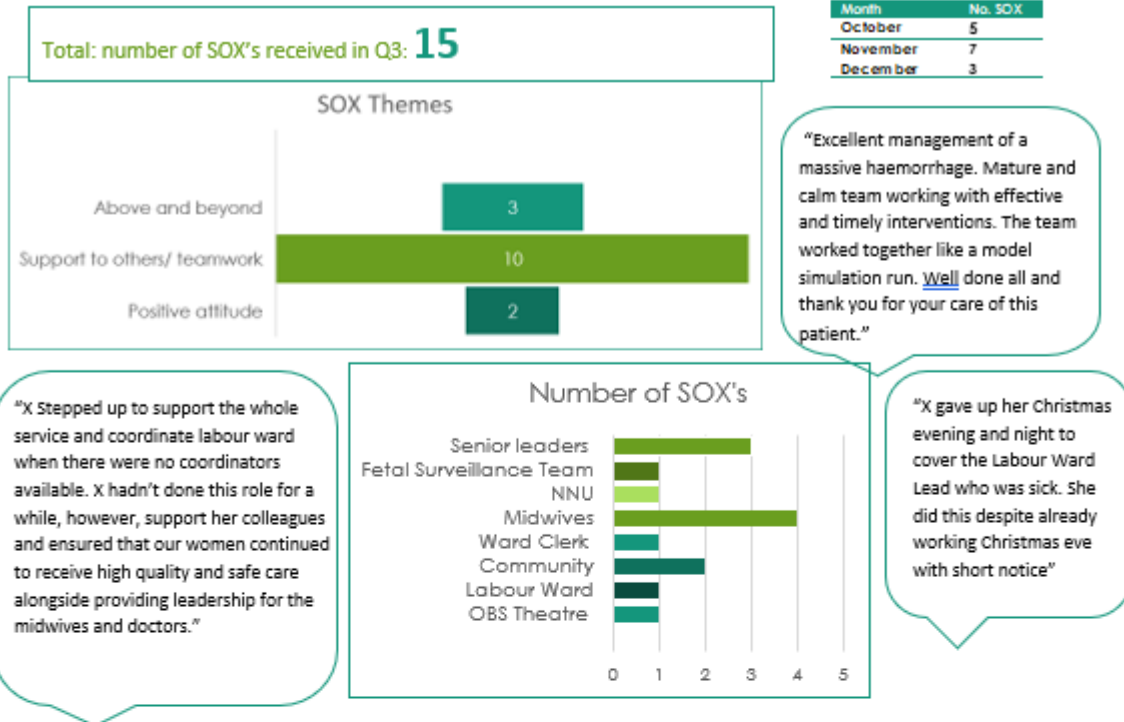 Total: number of SOX's received in Q3: 15
Month No. SOX
October 5
November 7
December 3
SOX Themes
Above and beyond 3
Support to others/ teamwork 10
Positive attitude 2
“Excellent management of a
massive haemorrhage. Mature and
calm team working with effective
and timely interventions. The team
worked together like a model
simulation run. Well done all and
thank you for your care of this
patient.”
“X Stepped up to support the whole
service and coordinate labour ward
when there were no coordinators
available. X hadn’t done this role for a
while, however, support her colleagues
and ensured that our women continued
to receive high quality and safe care
alongside providing leadership for the
midwives and doctors.”
Number of SOX's
Senior leaders
Fetal Surveillance Team
NNU
Midwives
Ward Clerk
Community
Labour Ward
OBS Theatre
0 1 2 3 4 5
“X gave up her Christmas
evening and night to
cover the Labour Ward
Lead who was sick. She
did this despite already
working Christmas eve
with short notice”